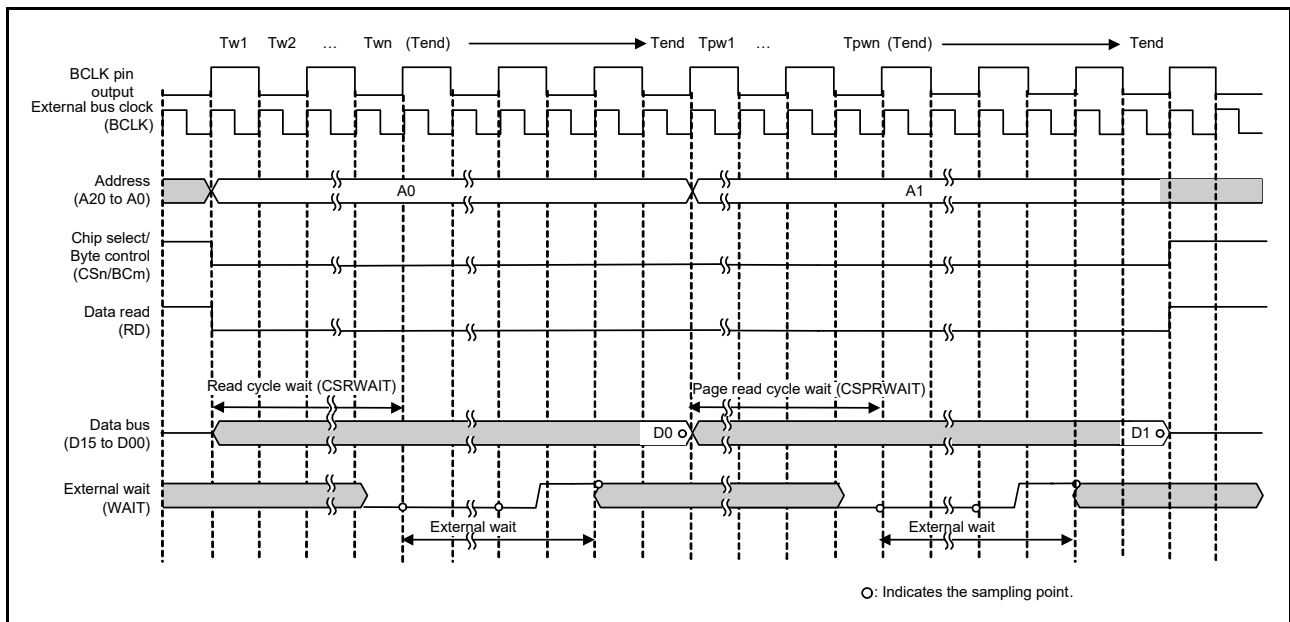 Tw1 Tw2 … Twn (Tend) Tend Tpw1 … Tpwn (Tend) Tend
BCLK pin
output
External bus clock
(BCLK)
Address
(A20 to A0)
A0 A1
Chip select/
Byte control
(CSn/BCm)
Data read
(RD)
Read cycle wait (CSRWAIT) Page read cycle wait (CSPRWAIT)
Data bus
(D15 to D00)
D0 D1
External wait
(WAIT)
External wait External wait
: Indicates the sampling point.